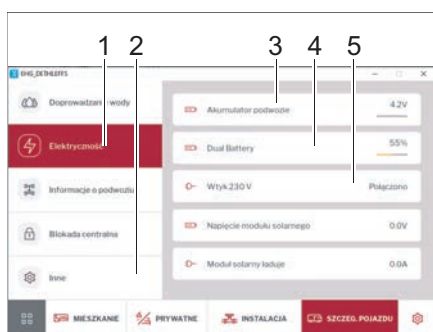 1 2 3 4 5
EHG_DETHLEFFS
Doprowadzanie wody
Elektryczność
Informacje o podwoziu
Blokada centralna
Inne
Akumulator podwozie 4.2V
Dual Battery 55%
Wtyk 230 V Połączono
Napięcie modułu solarnego 0.0V
Moduł solarny ładuje 0.0A
MIESZKANIE
PRYWATNE
INSTALACJA
SZCZEG. POJAZDU